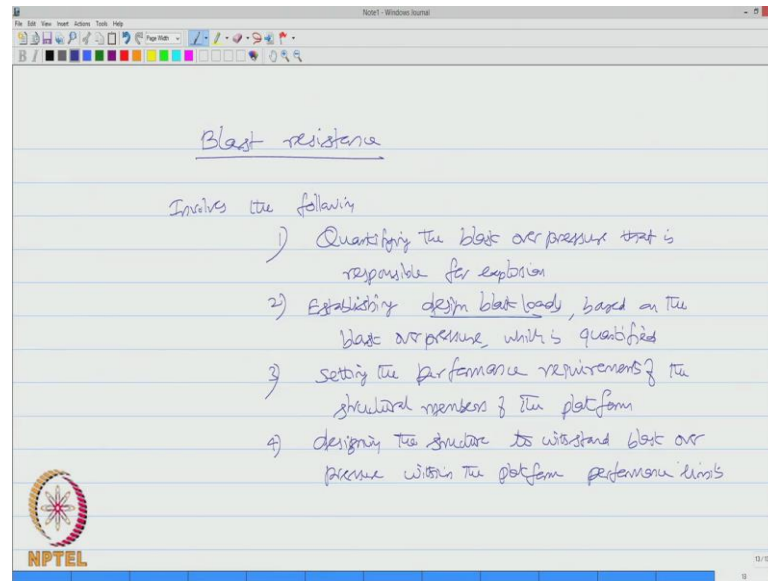 Note1 - Windows Journal
File Edit View Insert Actions Tools Help
Page Width
B I
Blast resistance
Involves the following
1) Quantifying the blast over pressure that is
responsible for explosion
2) Establishing design blast loads, based on the
blast over pressure, which is quantified
3) setting the performance requirements of the
structural members of the platform
4) designing the structure to withstand blast over
pressure within the platform performance limits
NPTEL